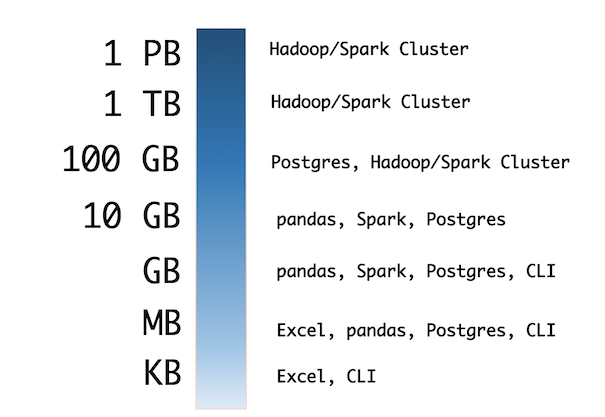 1 PB Hadoop/Spark Cluster
1 TB Hadoop/Spark Cluster
100 GB Postgres, Hadoop/Spark Cluster
10 GB pandas, Spark, Postgres
GB pandas, Spark, Postgres, CLI
MB Excel, pandas, Postgres, CLI
KB Excel, CLI